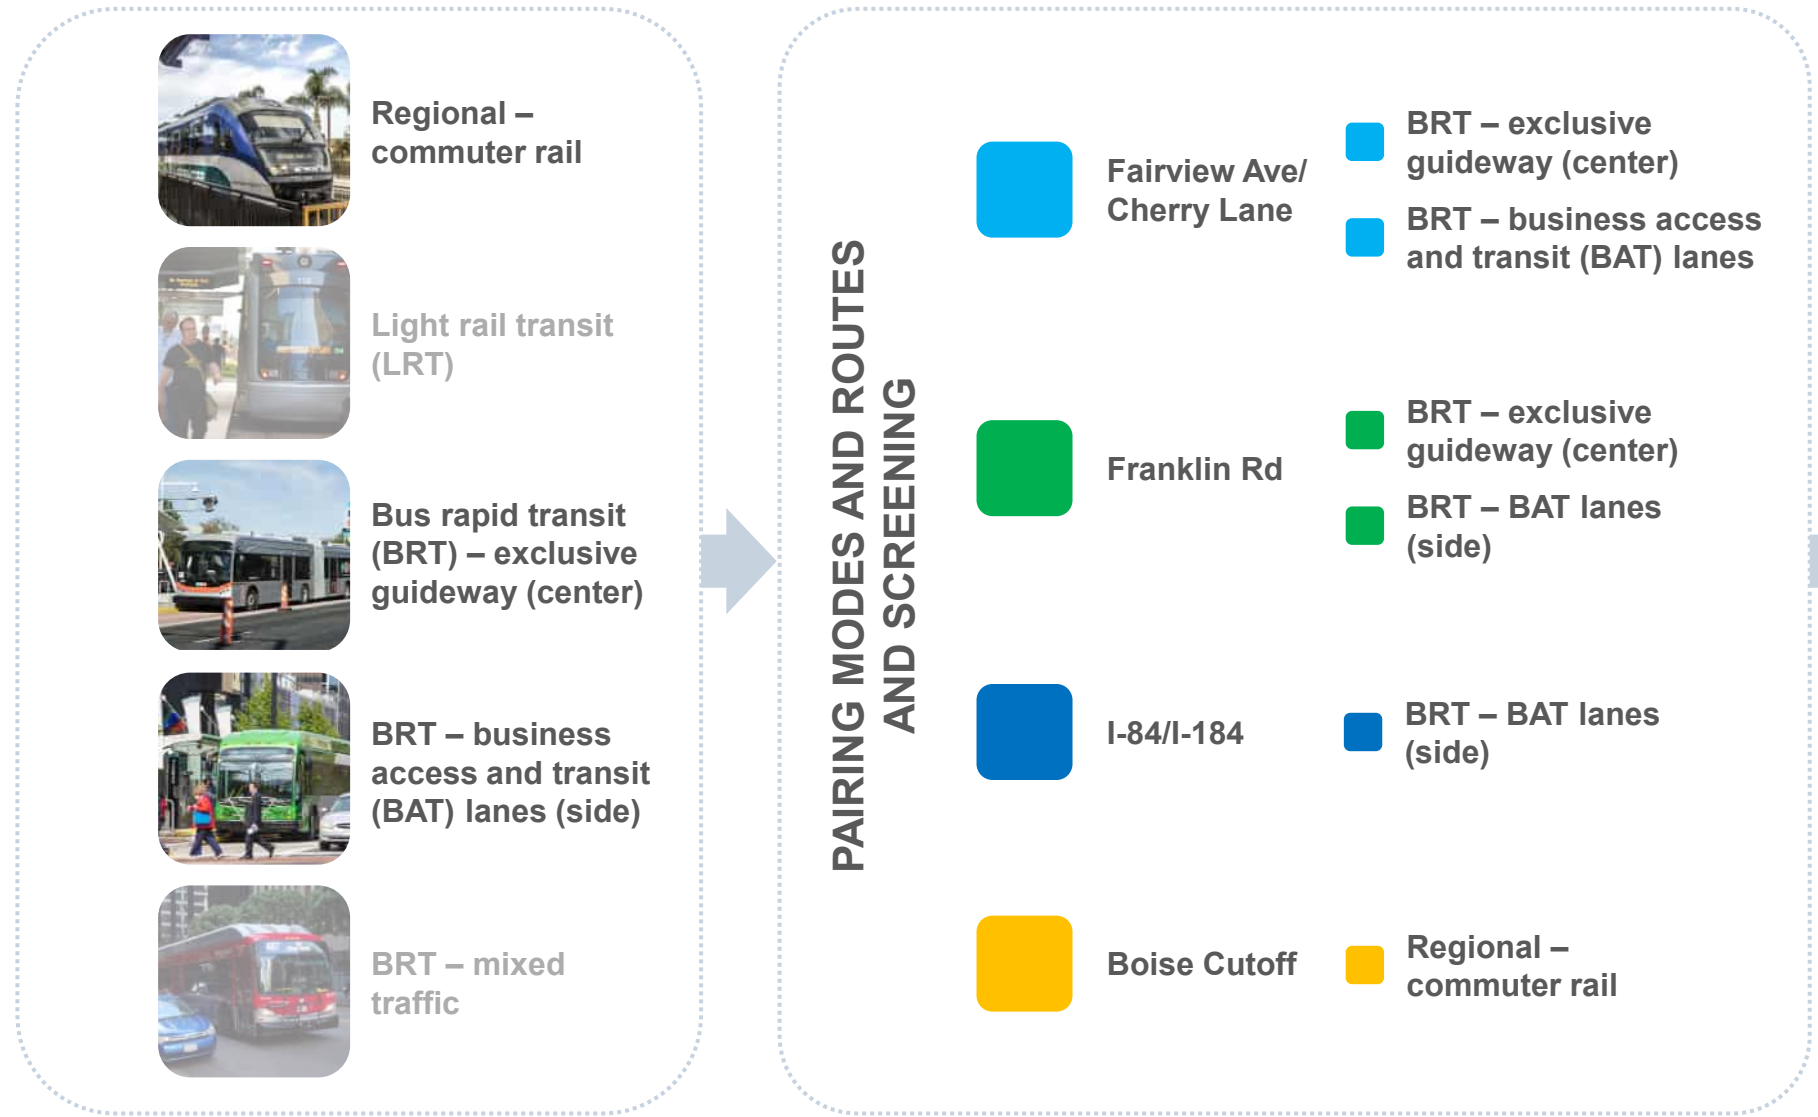 Regional –
commuter rail
Light rail transit
(LRT)
Bus rapid transit
(BRT) – exclusive
guideway (center)
BRT – business
access and transit
(BAT) lanes (side)
BRT – mixed
traffic
PAIRING MODES AND ROUTES
AND SCREENING
Fairview Ave/
Cherry Lane
BRT – exclusive
guideway (center)
BRT – business access
and transit (BAT) lanes
Franklin Rd
BRT – exclusive
guideway (center)
BRT – BAT lanes
(side)
I-84/I-184
BRT – BAT lanes
(side)
Boise Cutoff
Regional –
commuter rail